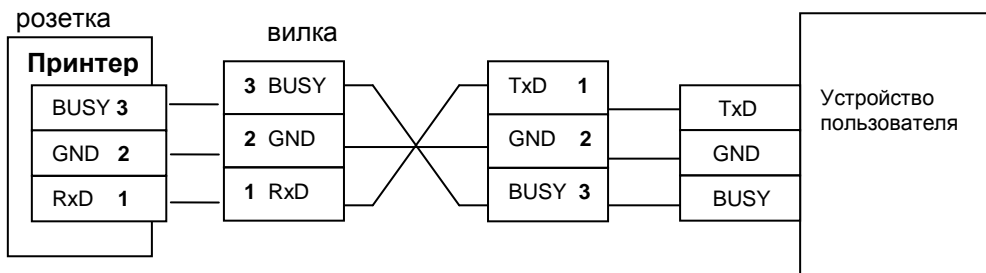 розетка
вилка
Принтер
BUSY 3
GND 2
RxD 1
3 BUSY
2 GND
1 RxD
TxD 1
GND 2
BUSY 3
TxD
GND
BUSY
Устройство
пользователя